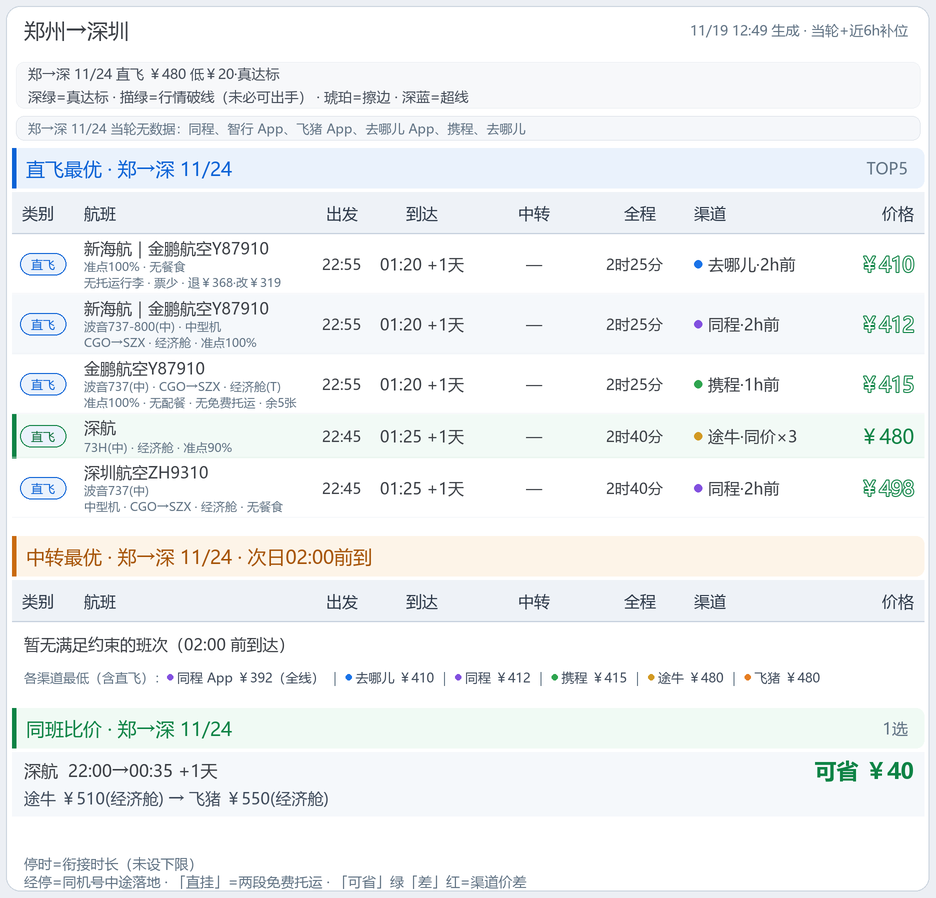 郑州→深圳
11/19 12:49 生成 · 当轮+近6h补位
郑→深 11/24 直飞 ￥480 低￥20·真达标
深绿=真达标 · 描绿=行情破线（未必可出手） · 琥珀=擦边 · 深蓝=超线
郑→深 11/24 当轮无数据：同程、智行 App、飞猪 App、去哪儿 App、携程、去哪儿
直飞最优 · 郑→深 11/24 TOP5
类别 航班 出发 到达 中转 全程 渠道 价格
新海航｜金鹏航空Y87910
直飞 准点100% · 无餐食 22:55 01:20 +1天 — 2时25分 去哪儿·2h前 ￥410
无托运行李 · 票少 · 退￥368·改￥319
新海航｜金鹏航空Y87910
直飞 波音737-800(中) · 中型机 22:55 01:20 +1天 — 2时25分 同程·2h前 ￥412
CGO→SZX · 经济舱 · 准点100%
金鹏航空Y87910
直飞 波音737(中) · CGO→SZX · 经济舱(T) 22:55 01:20 +1天 — 2时25分 携程·1h前 ￥415
准点100% · 无配餐 · 无免费托运 · 余5张
深航
直飞 73H(中) · 经济舱 · 准点90% 22:45 01:25 +1天 — 2时40分 途牛·同价×3 ￥480
深圳航空ZH9310
直飞 波音737(中) 22:45 01:25 +1天 — 2时40分 同程·2h前 ￥498
中型机 · CGO→SZX · 经济舱 · 无餐食
中转最优 · 郑→深 11/24 · 次日02:00前到
类别 航班 出发 到达 中转 全程 渠道 价格
暂无满足约束的班次（02:00 前到达）
各渠道最低（含直飞）: 同程 App ￥392（全线） | 去哪儿 ￥410 | 同程 ￥412 | 携程 ￥415 | 途牛 ￥480 | 飞猪 ￥480
同班比价 · 郑→深 11/24 1选
深航 22:00→00:35 +1天 可省 ￥40
途牛 ￥510(经济舱) → 飞猪 ￥550(经济舱)
停时=衔接时长（未设下限）
经停=同机号中途落地 · 「直挂」=两段免费托运 · 「可省」绿「差」红=渠道价差